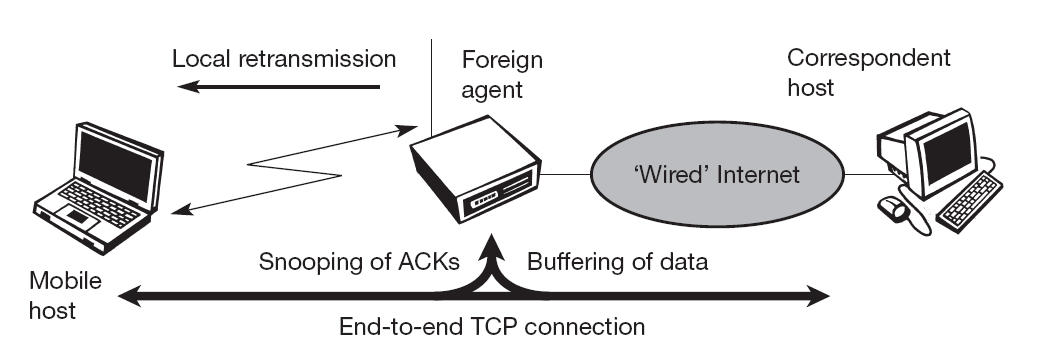 Local retransmission
Foreign
agent
Correspondent
host
‘Wired’ Internet
Snooping of ACKs
Buffering of data
Mobile
host
End-to-end TCP connection